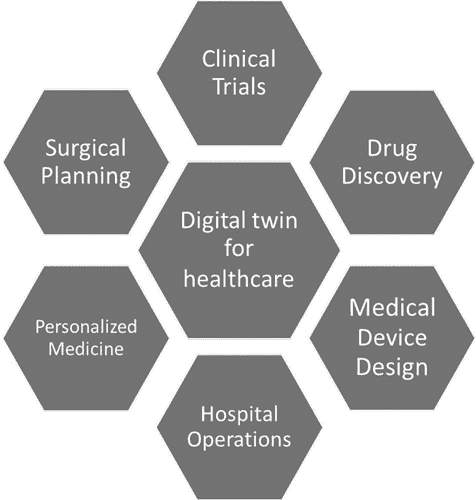 Clinical
Trials
Surgical
Planning
Drug
Discovery
Digital twin
for
healthcare
Personalized
Medicine
Medical
Device
Design
Hospital
Operations